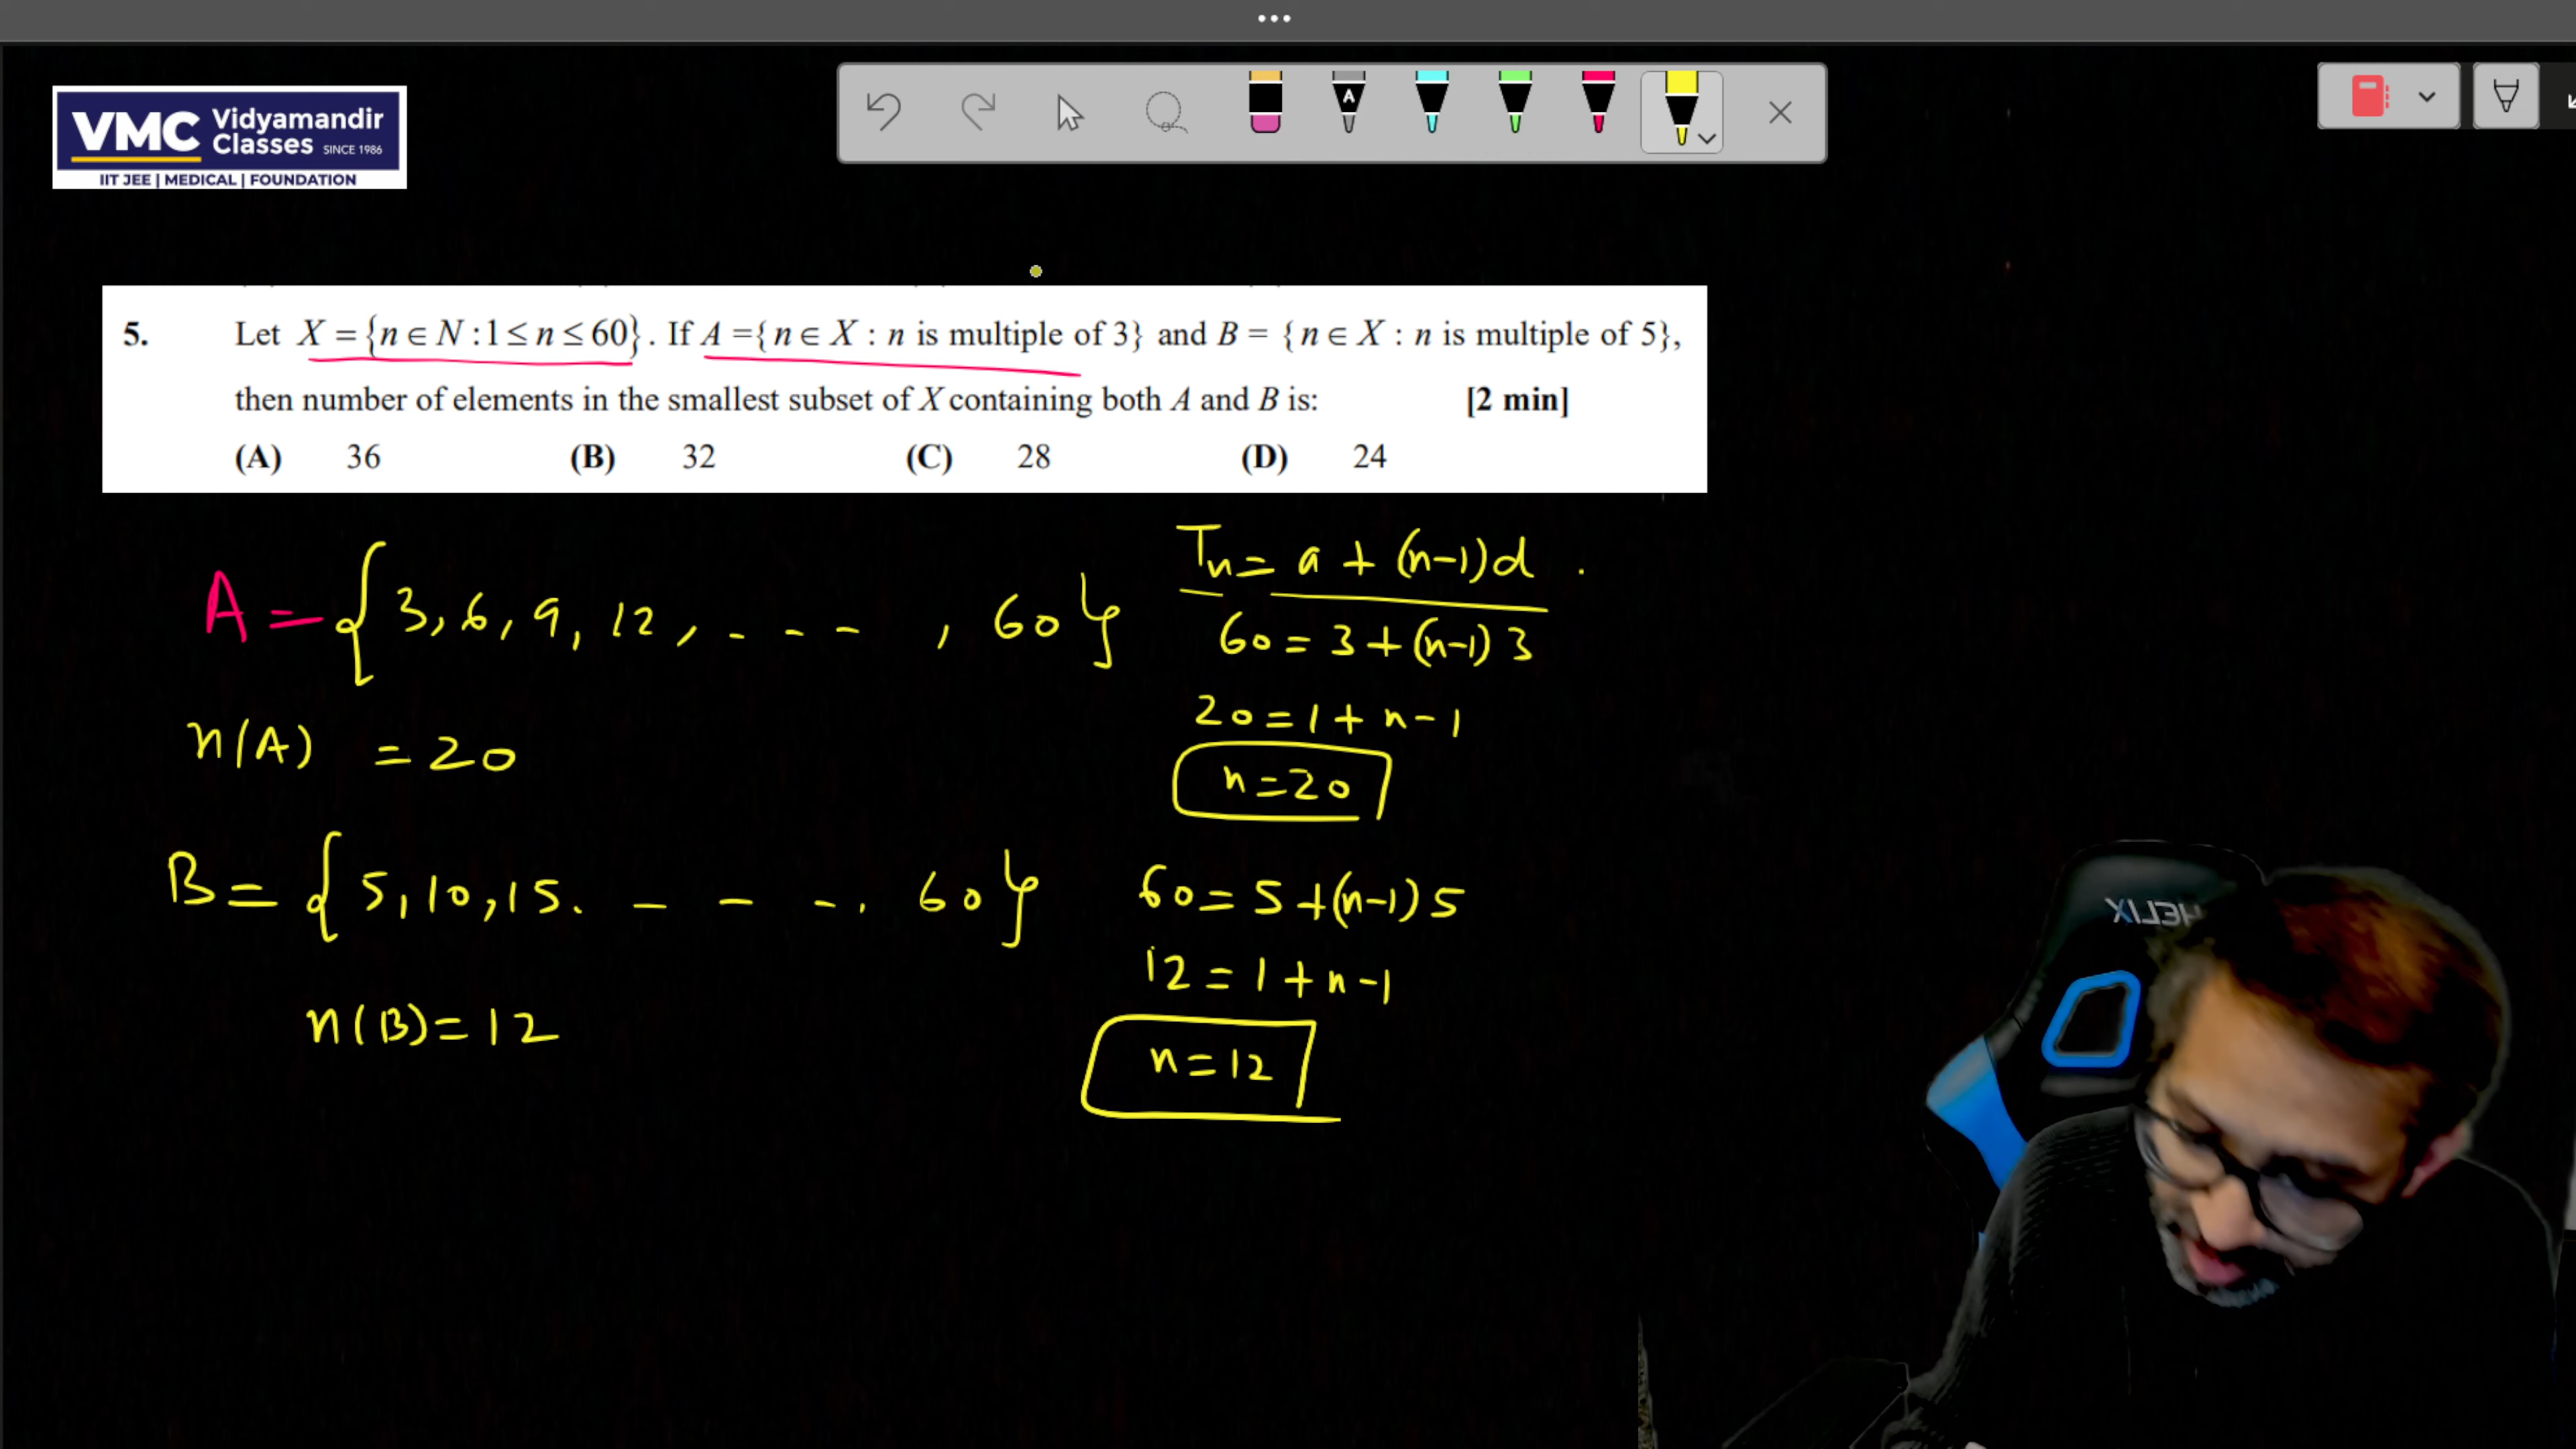 VMC Vidyamandir Classes SINCE 1986
IIT JEE | MEDICAL | FOUNDATION
A
5. Let X = {n ∈ N : 1 ≤ n ≤ 60}. If A = {n ∈ X : n is multiple of 3} and B = {n ∈ X : n is multiple of 5},
then number of elements in the smallest subset of X containing both A and B is: [2 min]
(A) 36 (B) 32 (C) 28 (D) 24
A = {3, 6, 9, 12, - - - , 60}
n(A) = 20
B = {5, 10, 15. - - - . 60}
n(B) = 12
Tn = a + (n-1)d .
60 = 3 + (n-1) 3
20 = 1 + n - 1
n = 20
60 = 5 + (n-1) 5
12 = 1 + n - 1
n = 12
HELIX